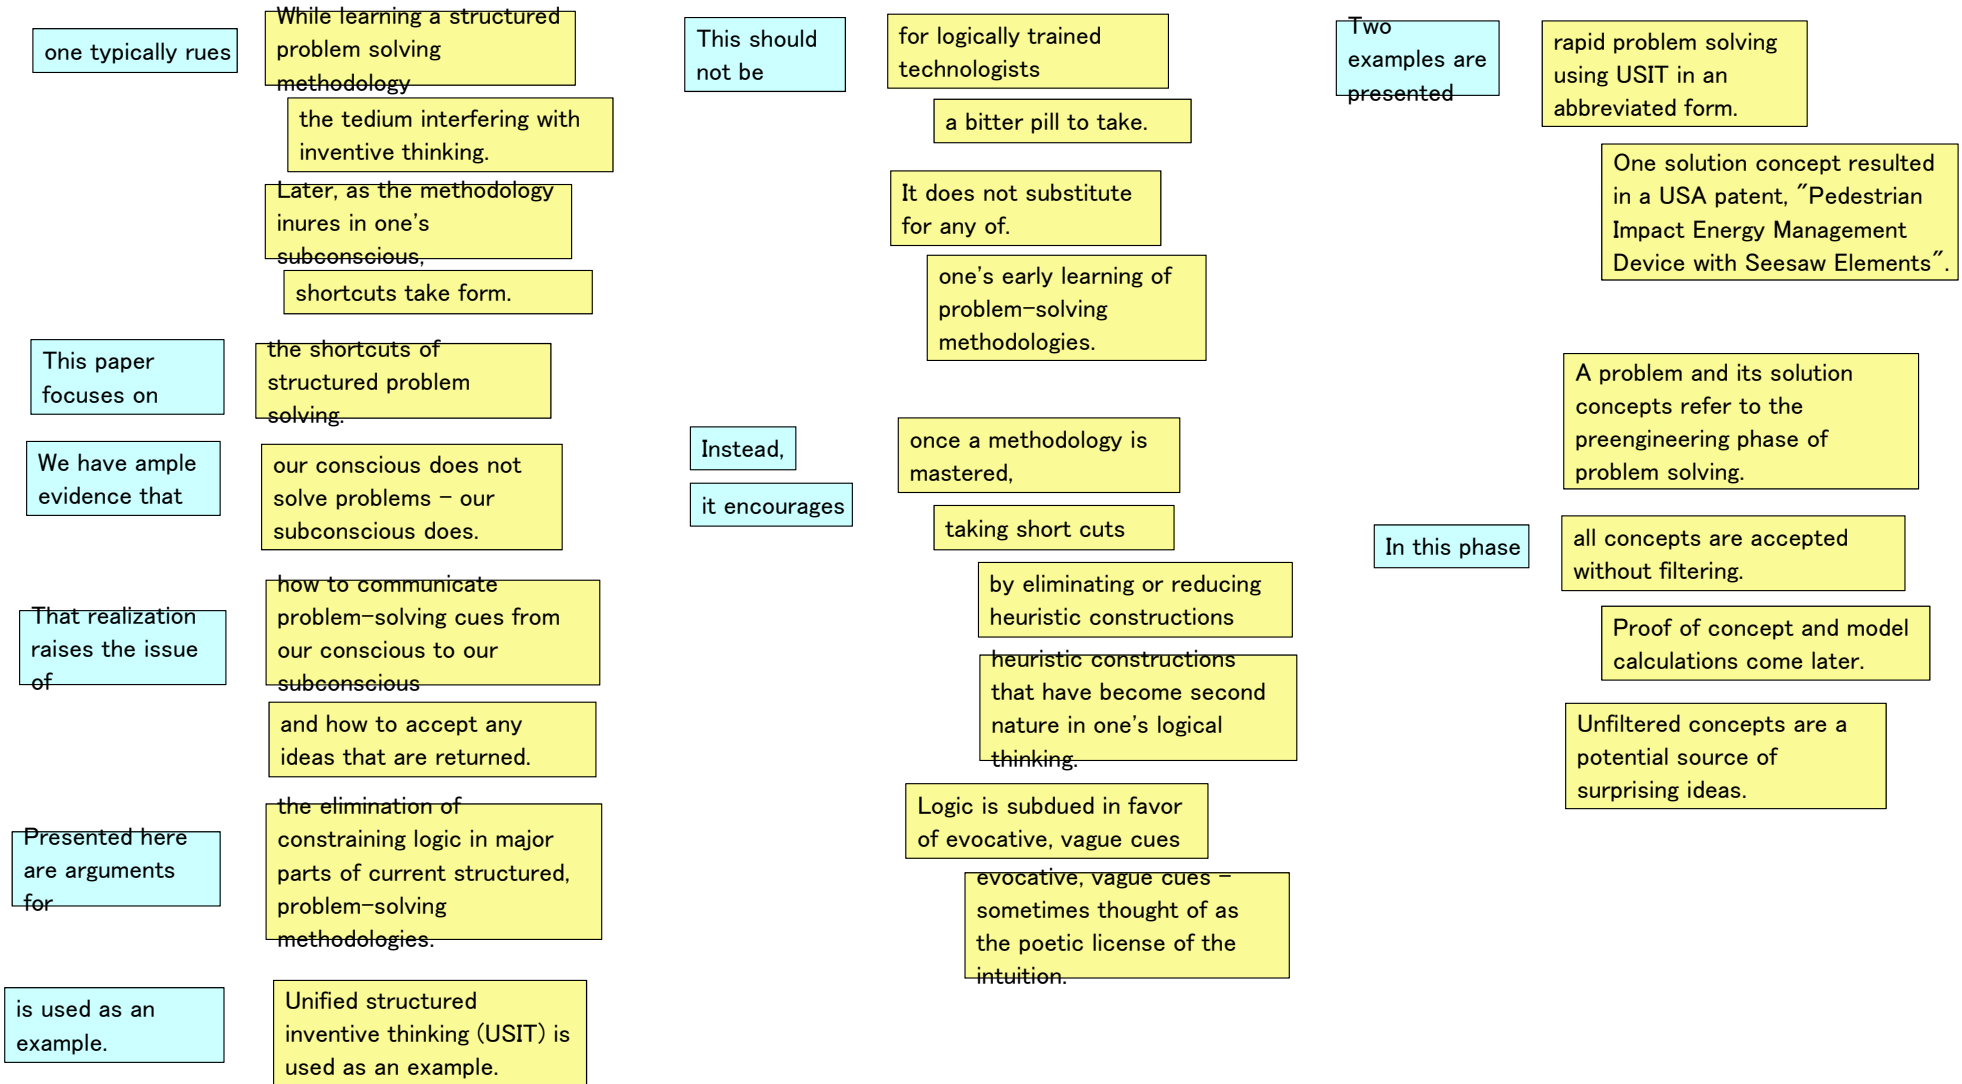 one typically rues
While learning a structured
problem solving
methodology
the tedium interfering with
inventive thinking.
Later, as the methodology
inures in one's
subconscious,
shortcuts take form.
This paper
focuses on
the shortcuts of
structured problem
solving.
We have ample
evidence that
our conscious does not
solve problems - our
subconscious does.
That realization
raises the issue
of
how to communicate
problem-solving cues from
our conscious to our
subconscious
and how to accept any
ideas that are returned.
Presented here
are arguments
for
the elimination of
constraining logic in major
parts of current structured,
problem-solving
methodologies.
is used as an
example.
Unified structured
inventive thinking (USIT) is
used as an example.
This should
not be
for logically trained
technologists
a bitter pill to take.
It does not substitute
for any of.
one's early learning of
problem-solving
methodologies.
Instead,
it encourages
once a methodology is
mastered,
taking short cuts
by eliminating or reducing
heuristic constructions
heuristic constructions
that have become second
nature in one's logical
thinking.
Logic is subdued in favor
of evocative, vague cues
evocative, vague cues -
sometimes thought of as
the poetic license of the
intuition.
Two
examples are
presented
rapid problem solving
using USIT in an
abbreviated form.
One solution concept resulted
in a USA patent, "Pedestrian
Impact Energy Management
Device with Seesaw Elements".
A problem and its solution
concepts refer to the
preengineering phase of
problem solving.
In this phase
all concepts are accepted
without filtering.
Proof of concept and model
calculations come later.
Unfiltered concepts are a
potential source of
surprising ideas.